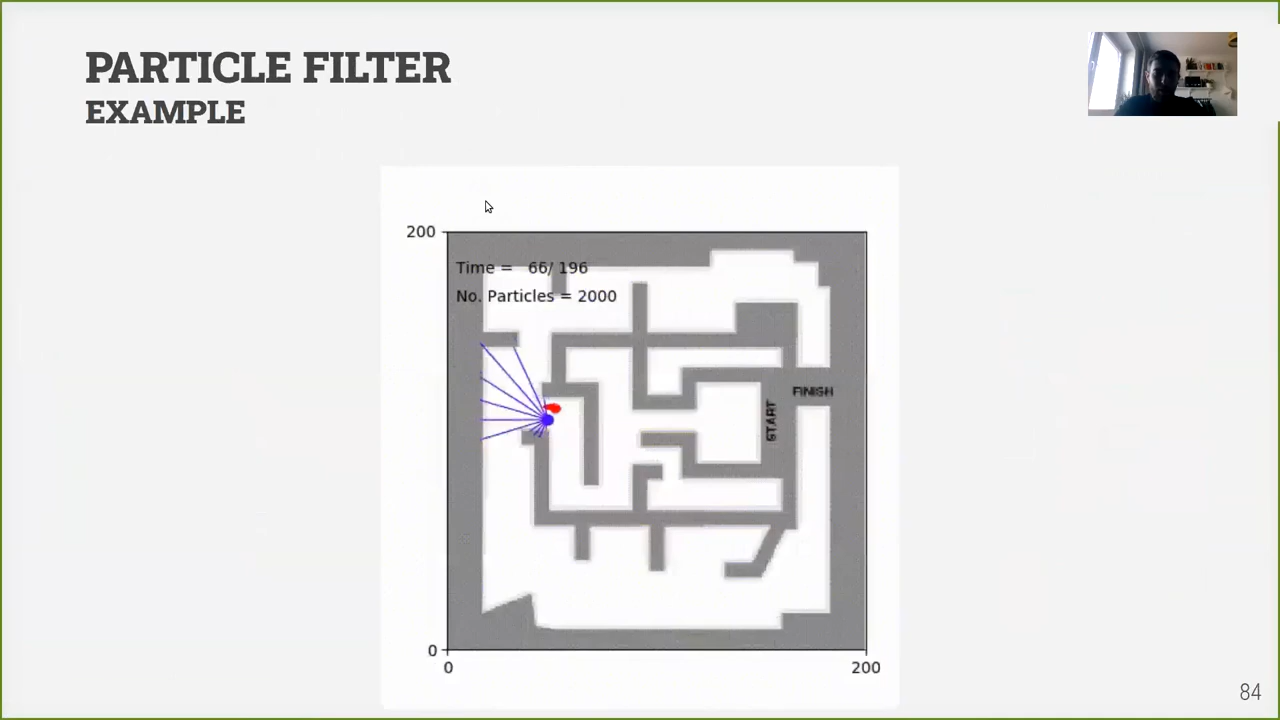 PARTICLE FILTER
EXAMPLE
200
Time = 66/ 196
No. Particles = 2000
FINISH
START
0
0
200
84